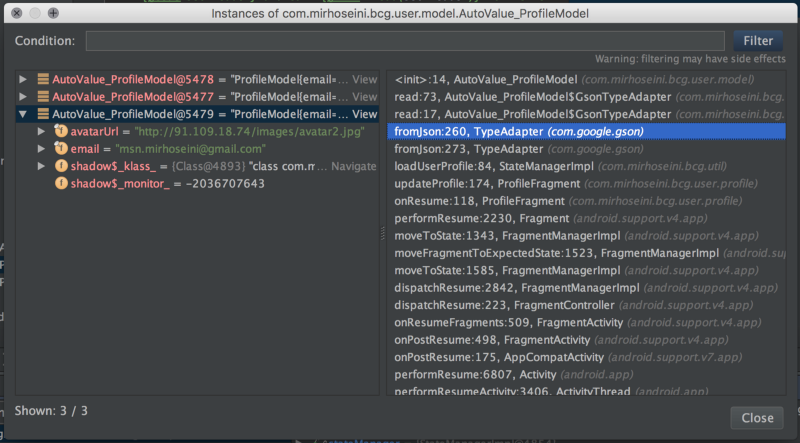 Instances of com.mirhoseini.bcg.user.model.AutoValue_ProfileModel
Condition:
Filter
Warning: filtering may have side effects
AutoValue_ProfileModel@5478 = "ProfileModel{email=... View
AutoValue_ProfileModel@5477 = "ProfileModel{email=... View
AutoValue_ProfileModel@5479 = "ProfileModel{email=... View
avatarUrl = "http://91.109.18.74/images/avatar2.jpg"
email = "msn.mirhoseini@gmail.com"
shadow$_klass_ = {Class@4893} "class com.m... Navigate
shadow$_monitor_ = -2036707643
<init>:14, AutoValue_ProfileModel (com.mirhoseini.bcg.user.model)
read:73, AutoValue_ProfileModel$GsonTypeAdapter (com.mirhoseini.bcg.
read:17, AutoValue_ProfileModel$GsonTypeAdapter (com.mirhoseini.bcg.
fromJson:260, TypeAdapter (com.google.gson)
fromJson:273, TypeAdapter (com.google.gson)
loadUserProfile:84, StateManagerImpl (com.mirhoseini.bcg.util)
updateProfile:174, ProfileFragment (com.mirhoseini.bcg.user.profile)
onResume:118, ProfileFragment (com.mirhoseini.bcg.user.profile)
performResume:2230, Fragment (android.support.v4.app)
moveToState:1343, FragmentManagerImpl (android.support.v4.app)
moveFragmentToExpectedState:1523, FragmentManagerImpl (android.su
moveToState:1585, FragmentManagerImpl (android.support.v4.app)
dispatchResume:2842, FragmentManagerImpl (android.support.v4.app)
dispatchResume:223, FragmentController (android.support.v4.app)
onResumeFragments:509, FragmentActivity (android.support.v4.app)
onPostResume:498, FragmentActivity (android.support.v4.app)
onPostResume:175, AppCompatActivity (android.support.v7.app)
performResume:6807, Activity (android.app)
performResumeActivity:3406, ActivityThread (android.app)
Shown: 3 / 3
Close